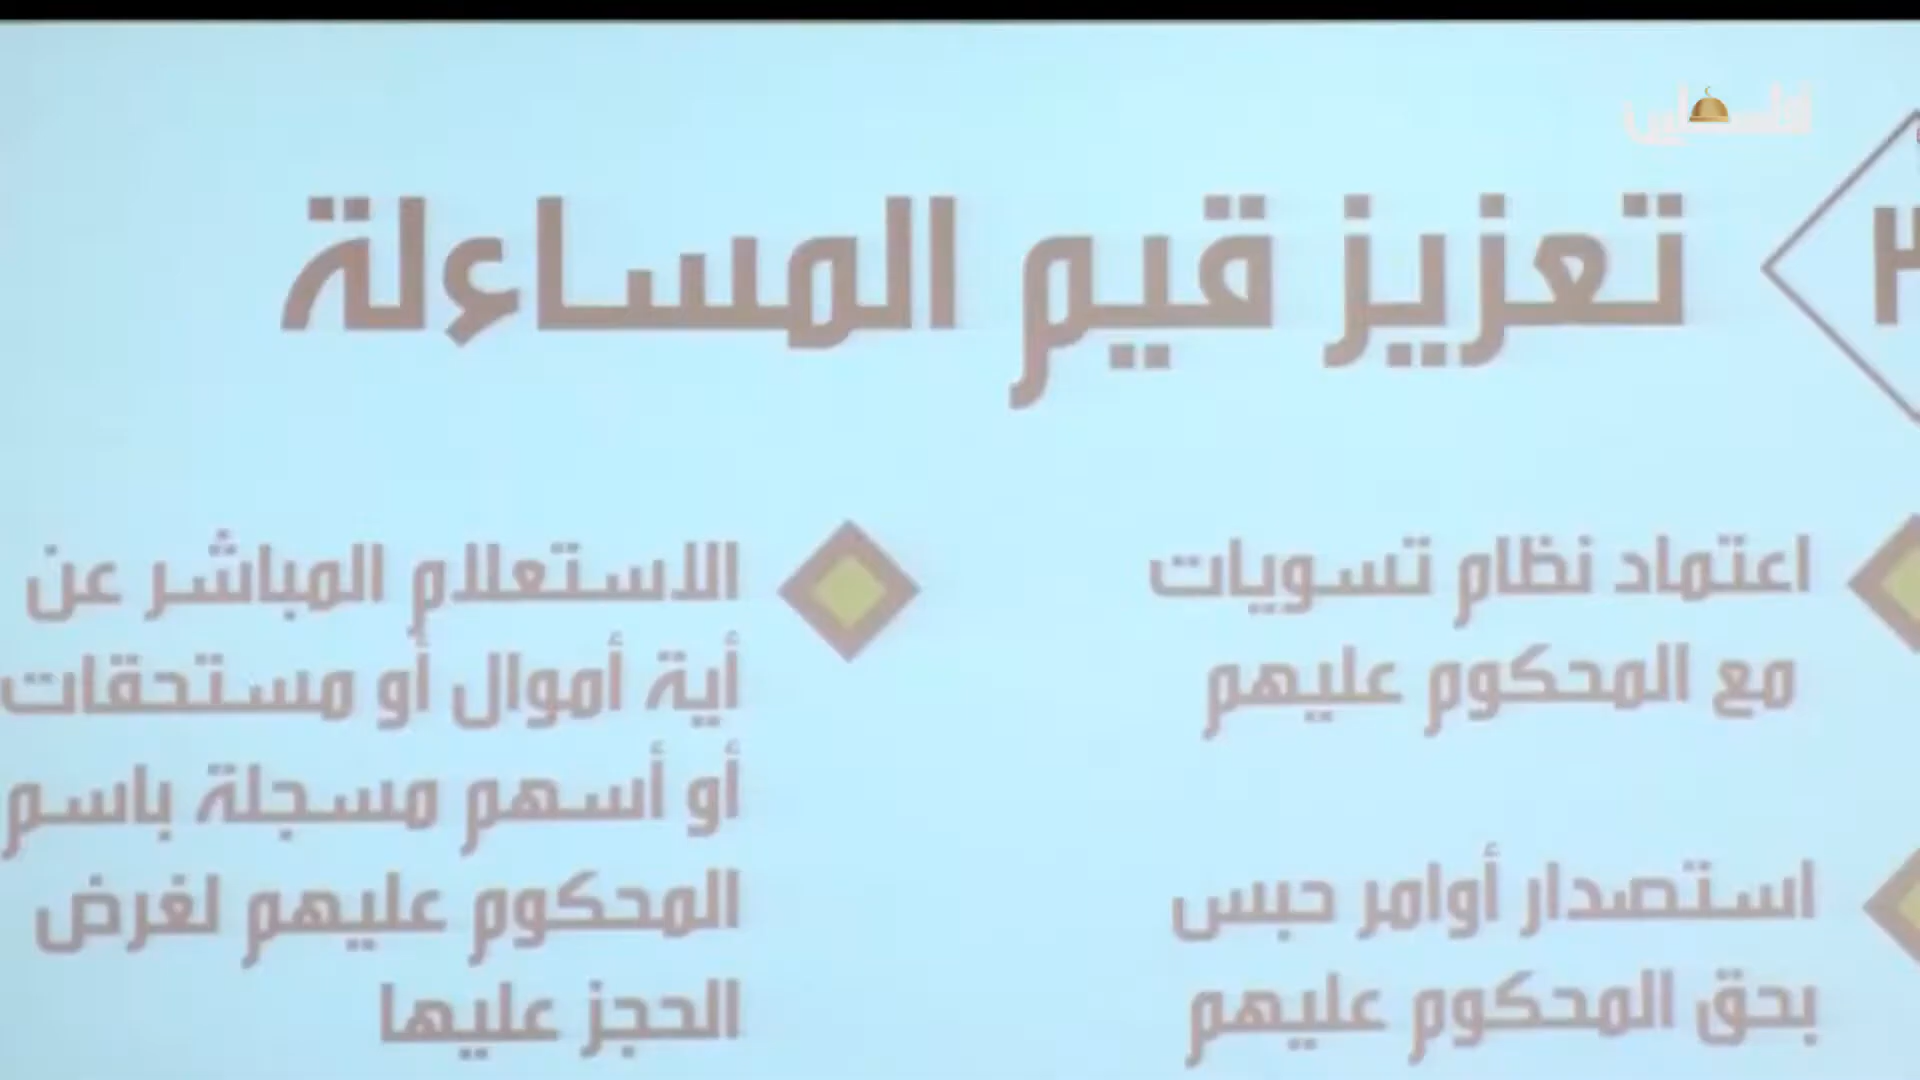 فلسطين
تعزيز قيم المساءلة
اعتماد نظام تسويات
مع المحكوم عليهم
استصدار أوامر حبس
بحق المحكوم عليهم
الاستعلام المباشر عن
أية أموال أو مستحقات
أو أسهم مسجلة باسم
المحكوم عليهم لغرض
الحجز عليها